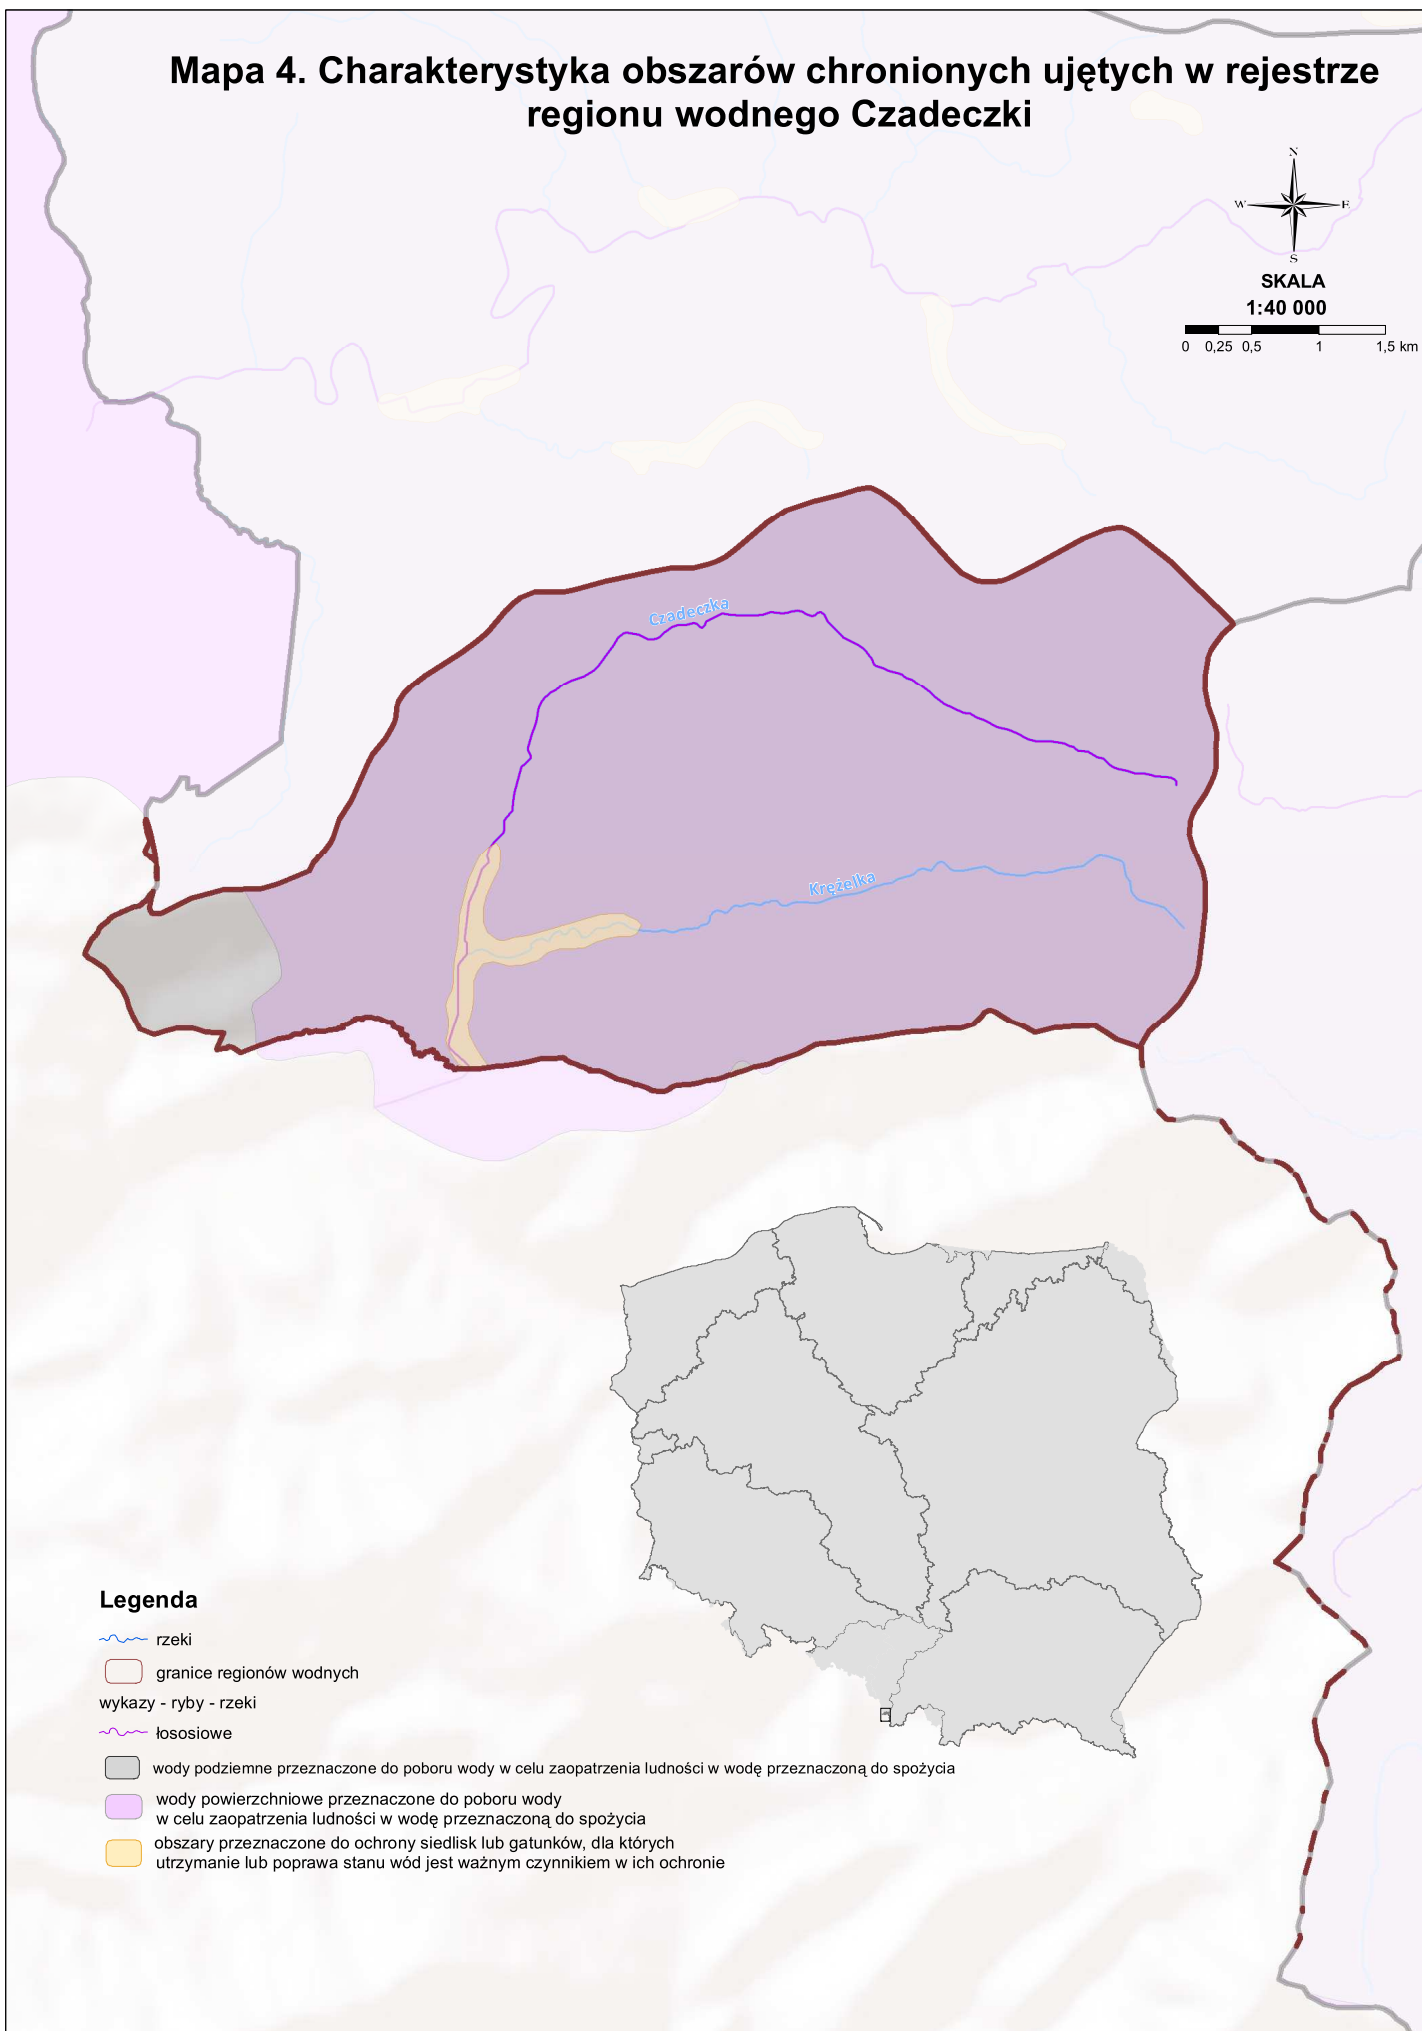 Mapa 4. Charakterystyka obszarów chronionych ujętych w rejestrze
regionu wodnego Czadeczki
N
W E
S
SKALA
1:40 000
0 0,25 0,5 1 1,5 km
Czadeczka
Krężelka
Legenda
rzeki
granice regionów wodnych
wykazy - ryby - rzeki
łososiowe
wody podziemne przeznaczone do poboru wody w celu zaopatrzenia ludności w wodę przeznaczoną do spożycia
wody powierzchniowe przeznaczone do poboru wody
w celu zaopatrzenia ludności w wodę przeznaczoną do spożycia
obszary przeznaczone do ochrony siedlisk lub gatunków, dla których
utrzymanie lub poprawa stanu wód jest ważnym czynnikiem w ich ochronie